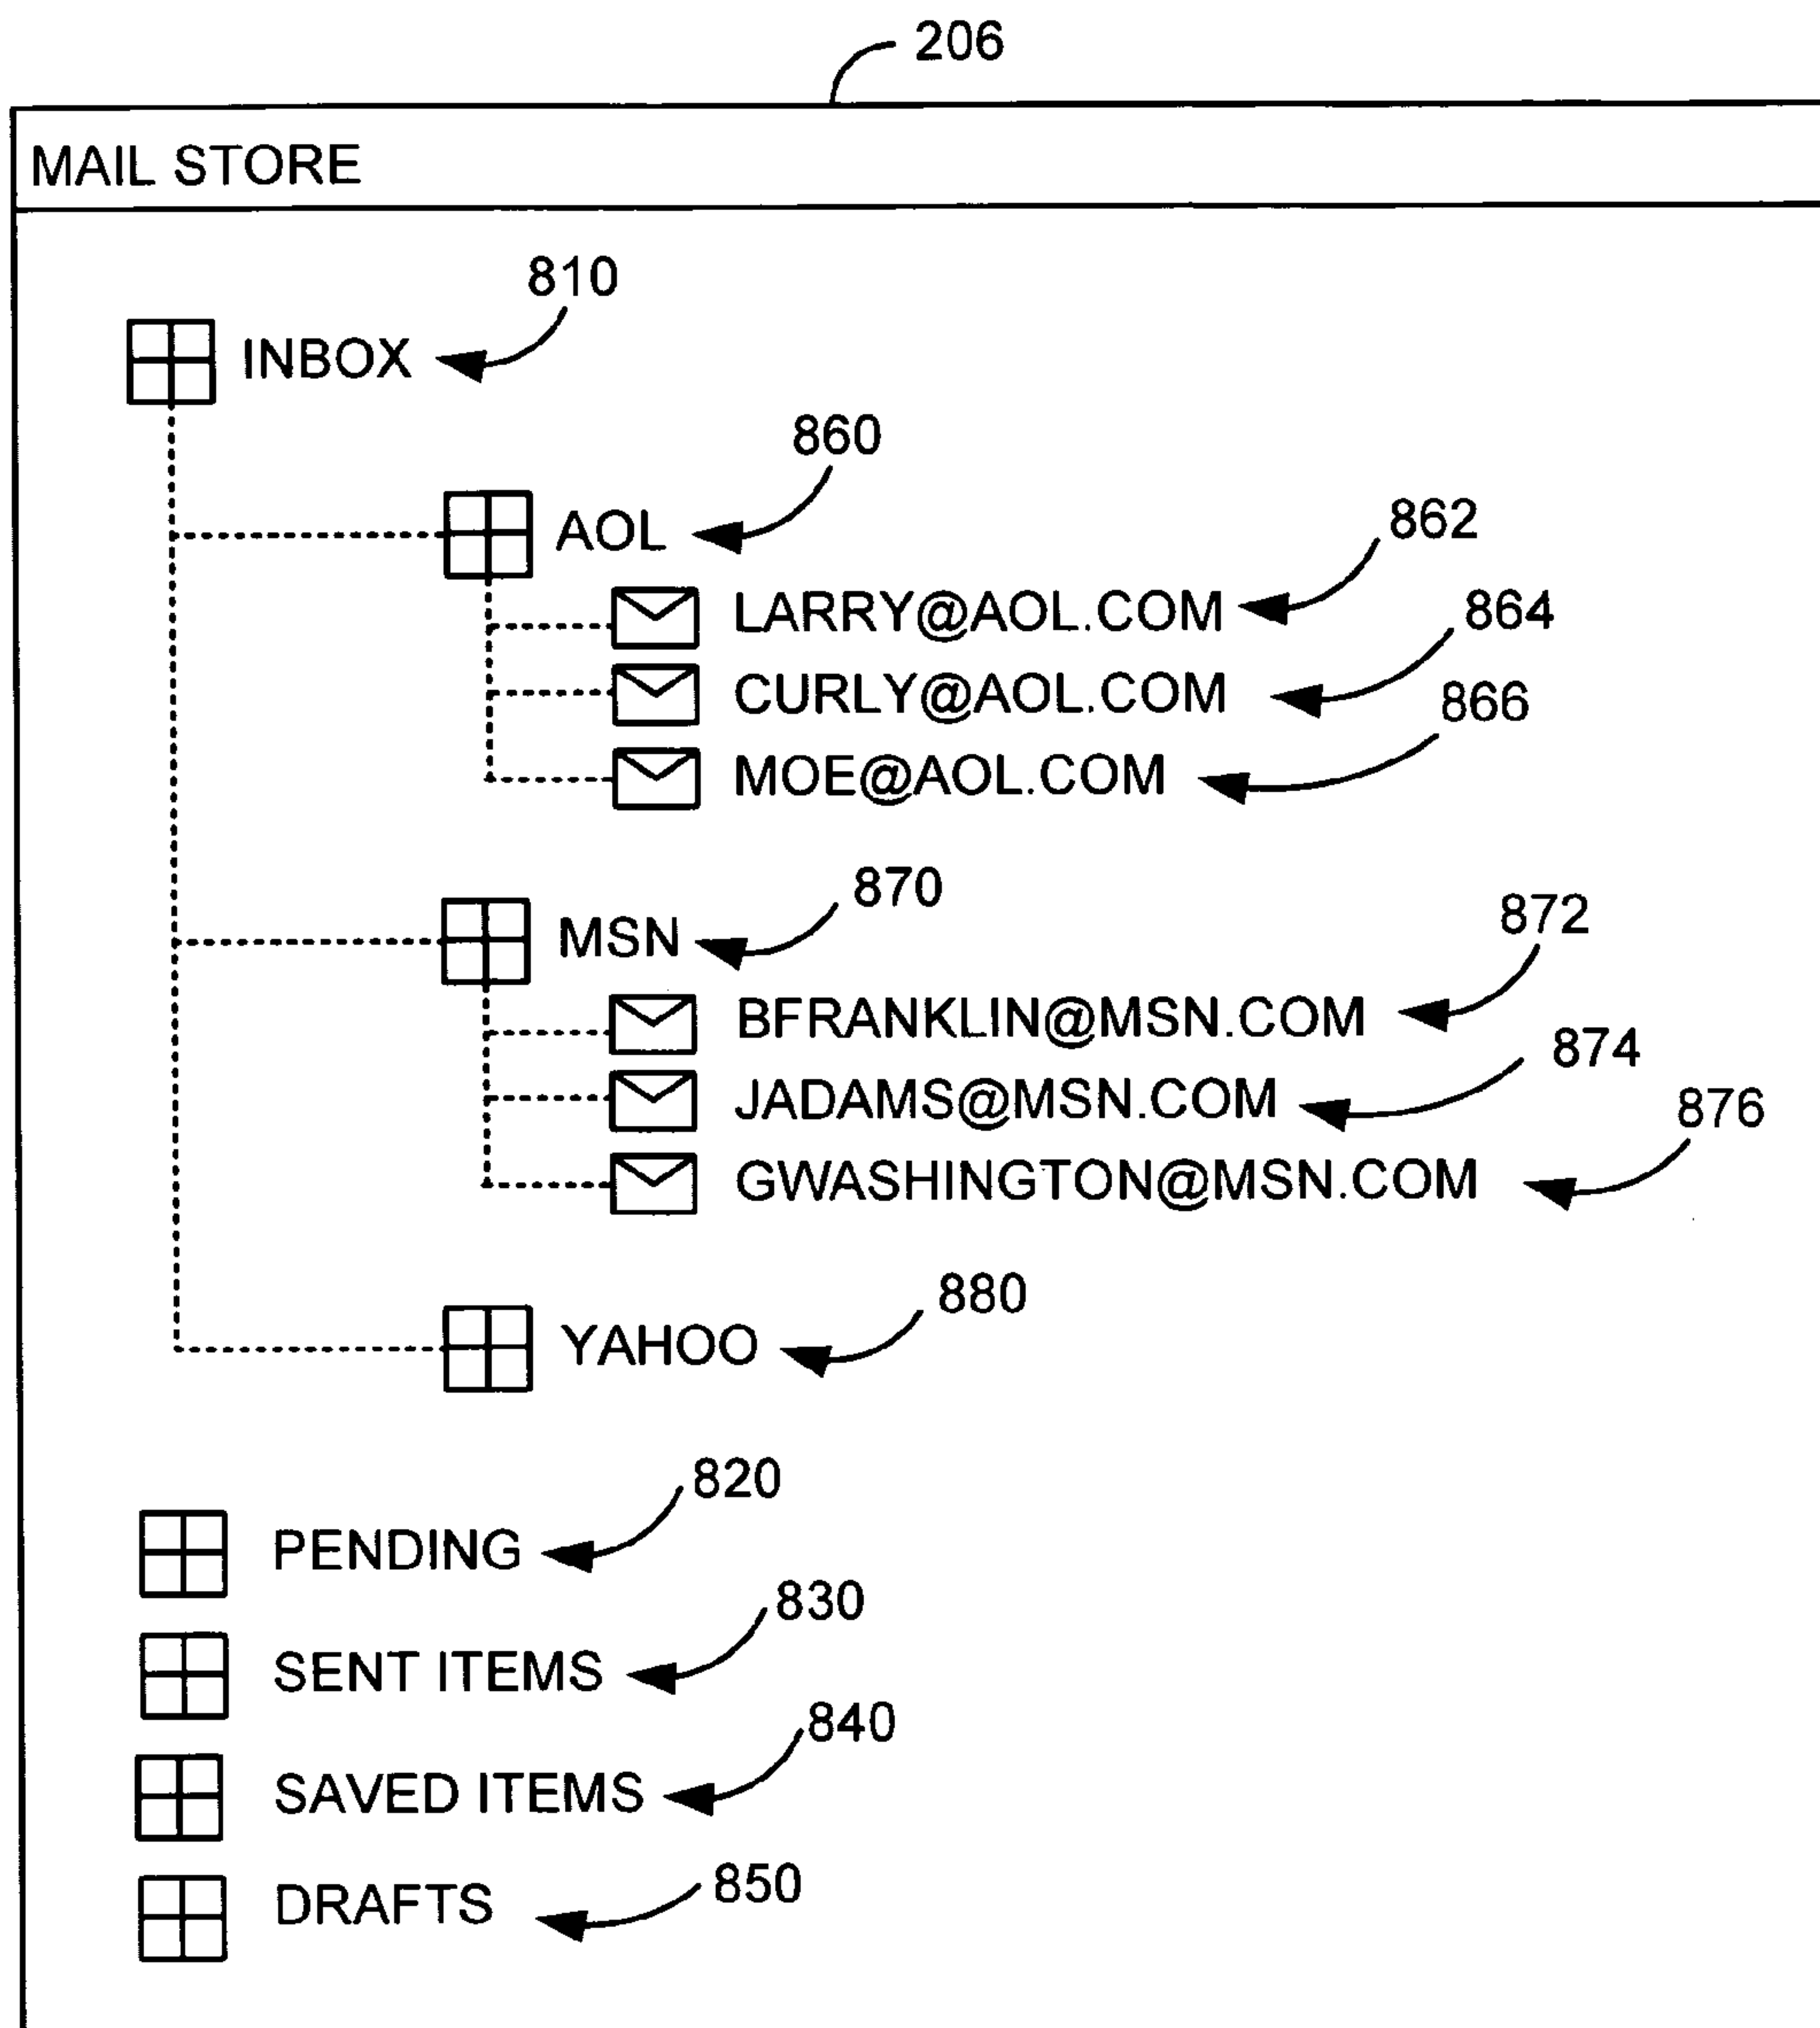 206
MAIL STORE
810
INBOX
860
AOL
862
LARRY@AOL.COM
864
CURLY@AOL.COM
866
MOE@AOL.COM
870
MSN
872
BFRANKLIN@MSN.COM
874
JADAMS@MSN.COM
876
GWASHINGTON@MSN.COM
880
YAHOO
820
PENDING
830
SENT ITEMS
840
SAVED ITEMS
850
DRAFTS